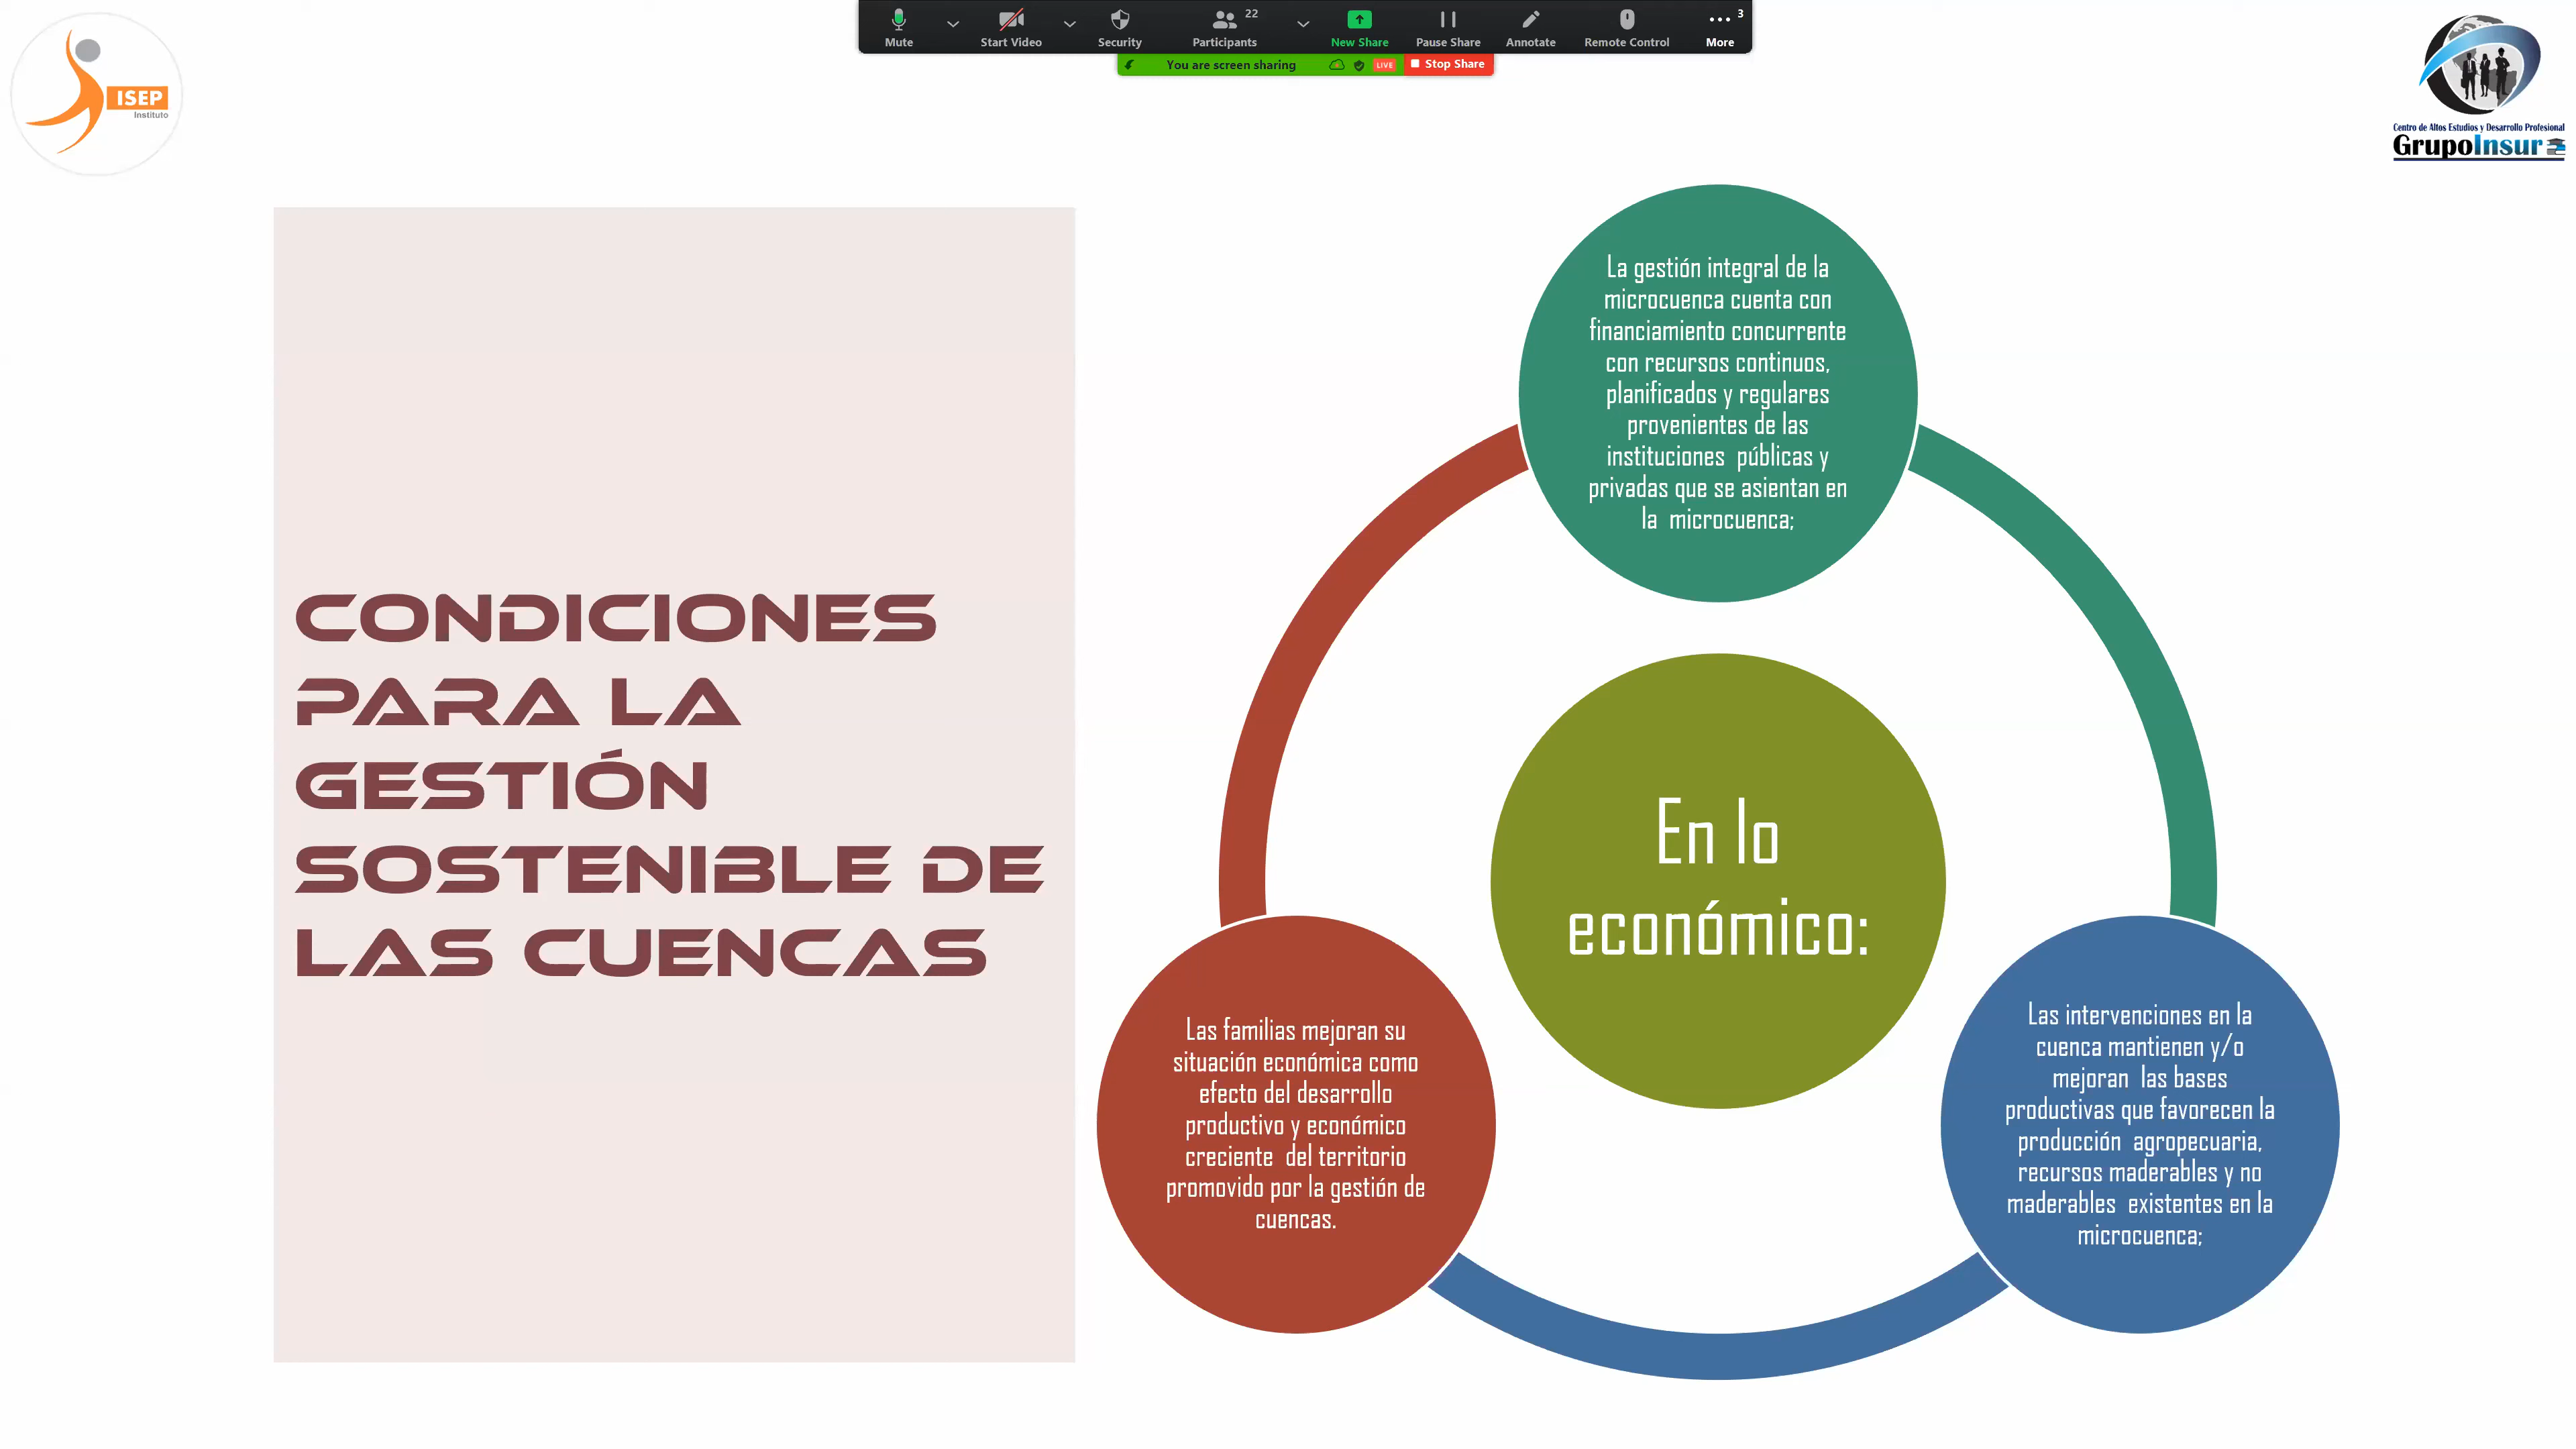 Mute
Start Video
Security
Participants
22
New Share
Pause Share
Annotate
Remote Control
More
3
You are screen sharing
LIVE
Stop Share
ISEP
Instituto
Centro de Altos Estudios y Desarrollo Profesional
GrupoInsur
CONDICIONES
PARA LA
GESTIÓN
SOSTENIBLE DE
LAS CUENCAS
La gestión integral de la
microcuenca cuenta con
financiamiento concurrente
con recursos continuos,
planificados y regulares
provenientes de las
instituciones públicas y
privadas que se asientan en
la microcuenca;
En lo
económico:
Las familias mejoran su
situación económica como
efecto del desarrollo
productivo y económico
creciente del territorio
promovido por la gestión de
cuencas.
Las intervenciones en la
cuenca mantienen y/o
mejoran las bases
productivas que favorecen la
producción agropecuaria,
recursos maderables y no
maderables existentes en la
microcuenca;